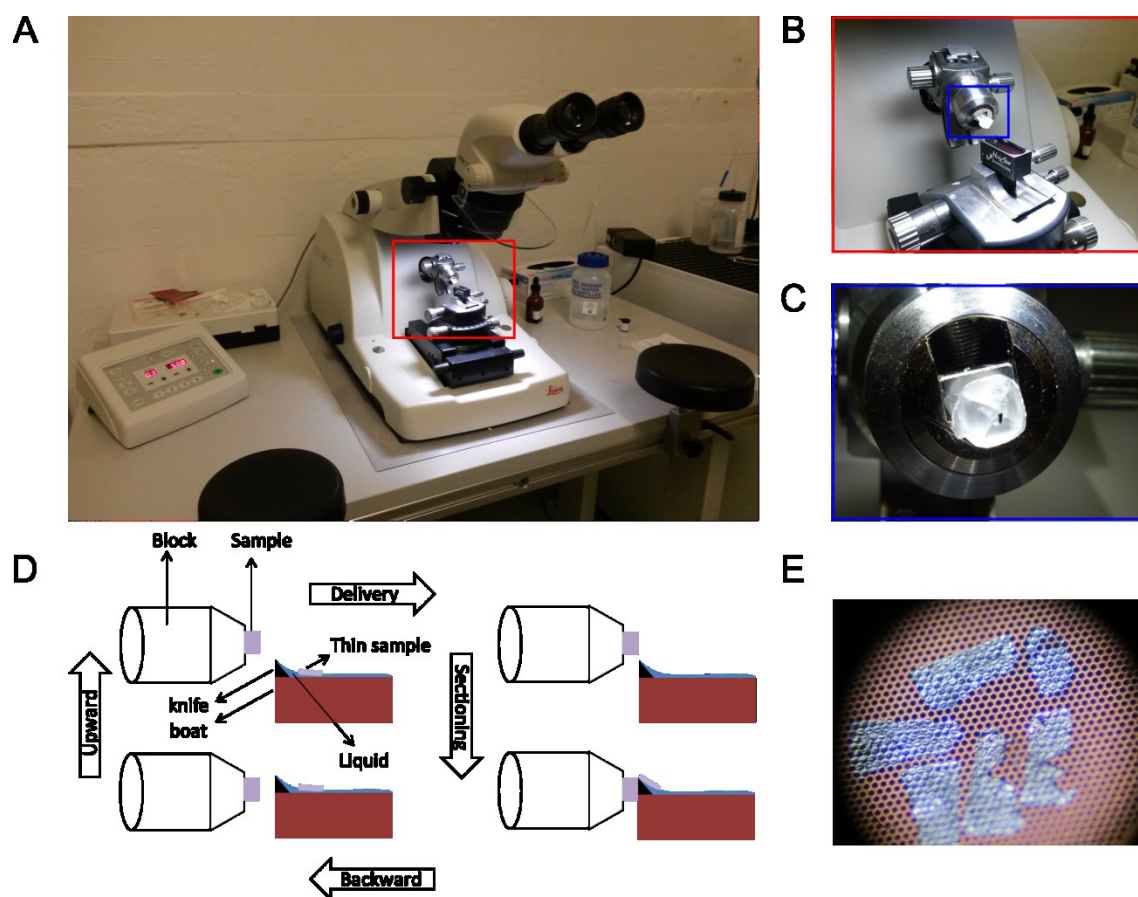 A
B
C
Leica
D
Block
Sample
Delivery
Thin sample
knife
boat
Liquid
Upward
Sectioning
Backward
E